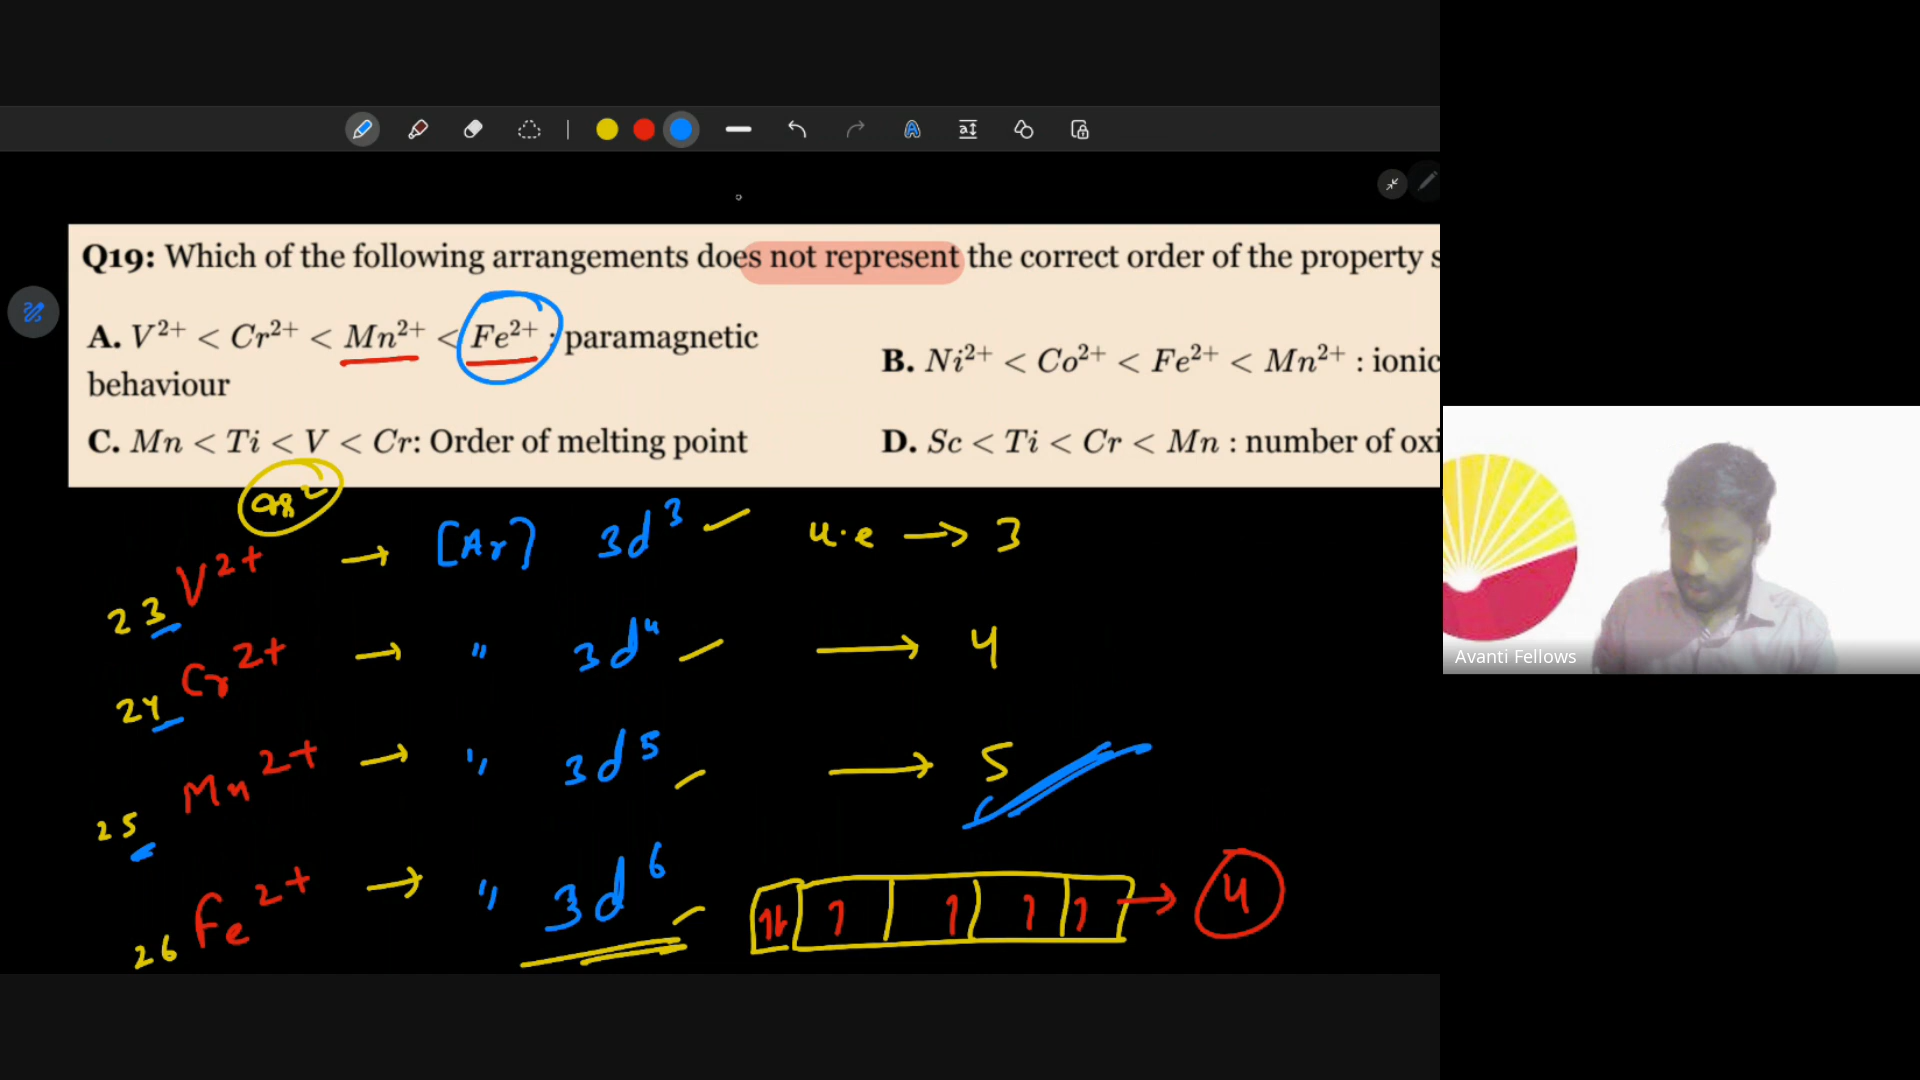 Q19: Which of the following arrangements does not represent the correct order of the property s
A. V²⁺ < Cr²⁺ < Mn²⁺ < Fe²⁺ : paramagnetic
behaviour
B. Ni²⁺ < Co²⁺ < Fe²⁺ < Mn²⁺ : ionic
C. Mn < Ti < V < Cr: Order of melting point
D. Sc < Ti < Cr < Mn : number of oxi
23 V²⁺ → [Ar] 3d³ u.e → 3
24 Cr²⁺ → " 3d⁴ → 4
25 Mn²⁺ → " 3d⁵ → 5
26 Fe²⁺ → " 3d⁶ → 4
Avanti Fellows